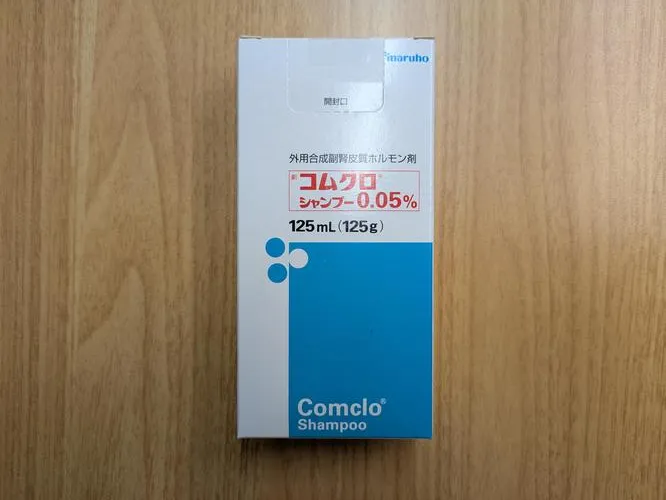 maruho
開封口
外用合成副腎皮質ホルモン剤
劇 コムクロ®
シャンプー0.05%
125mL(125g)
Comclo®
Shampoo